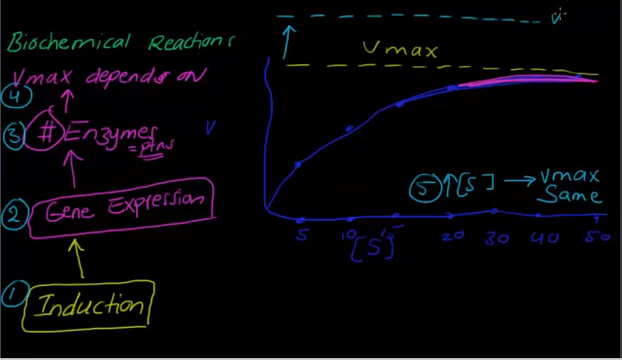 Biochemical Reactions
Vmax depends on
4
3 # Enzymes
= ptns
2 Gene Expression
1 Induction
Vmax
V
5 ↑[S] → Vmax
Same
5 10 15 20 30 40 50
[S]